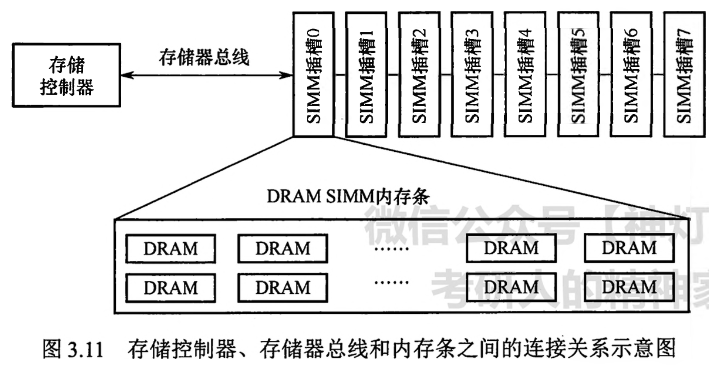 存储
控制器
存储器总线
SIMM插槽0
SIMM插槽1
SIMM插槽2
SIMM插槽3
SIMM插槽4
SIMM插槽5
SIMM插槽6
SIMM插槽7
DRAM SIMM内存条
DRAM DRAM …… DRAM DRAM
DRAM DRAM …… DRAM DRAM
微信公众号【神灯
考研人的精神家
图 3.11 存储控制器、存储器总线和内存条之间的连接关系示意图